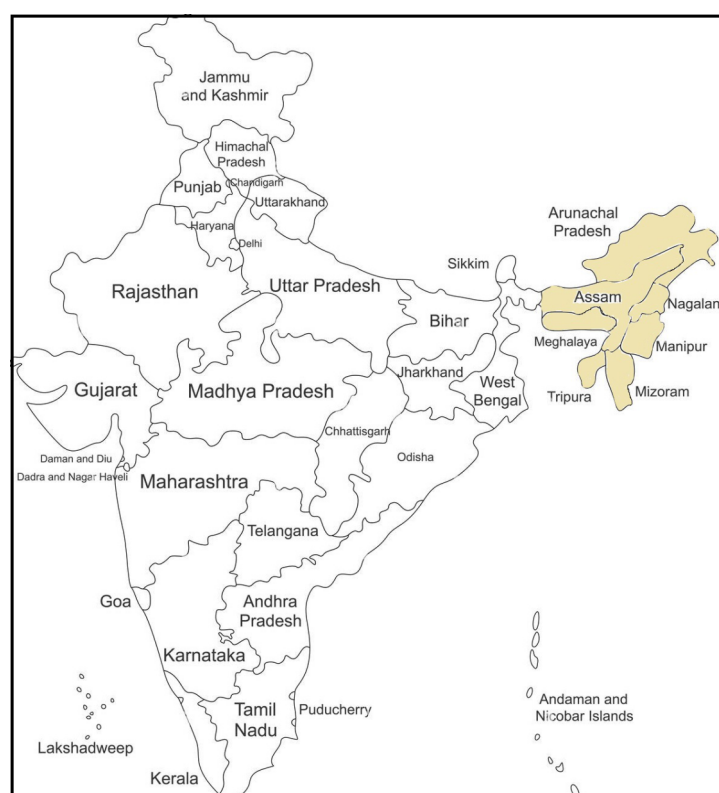 Jammu
and Kashmir
Himachal
Pradesh
Punjab
Chandigarh
Uttarakhand
Haryana
Delhi
Arunachal
Pradesh
Sikkim
Rajasthan
Uttar Pradesh
Assam
Nagalan
Bihar
Meghalaya
Manipur
Gujarat
Madhya Pradesh
Jharkhand
West
Bengal
Tripura
Mizoram
Chhattisgarh
Daman and Diu
Odisha
Dadra and Nagar Haveli
Maharashtra
Telangana
Goa
Andhra
Pradesh
Karnataka
Andaman and
Nicobar Islands
Tamil
Nadu
Puducherry
Lakshadweep
Kerala